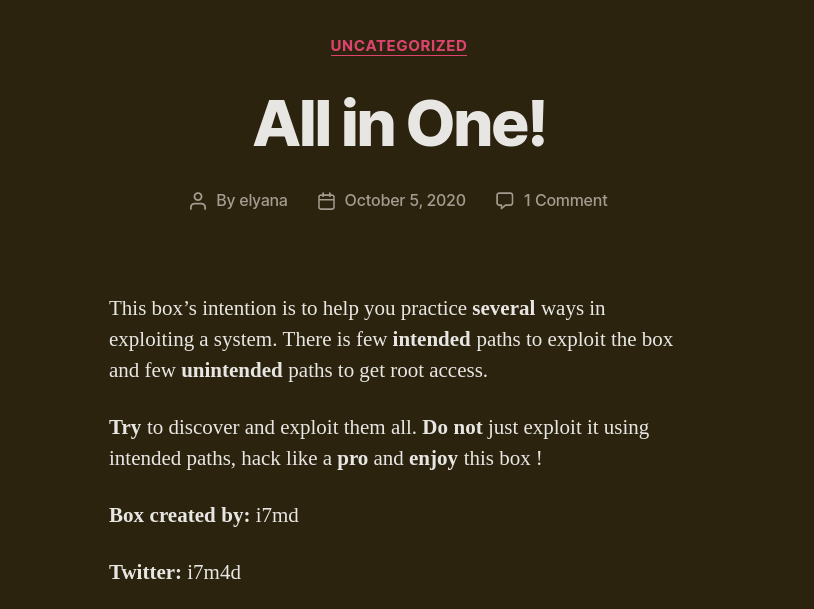 UNCATEGORIZED
All in One!
By elyana October 5, 2020 1 Comment
This box’s intention is to help you practice several ways in
exploiting a system. There is few intended paths to exploit the box
and few unintended paths to get root access.
Try to discover and exploit them all. Do not just exploit it using
intended paths, hack like a pro and enjoy this box !
Box created by: i7md
Twitter: i7m4d